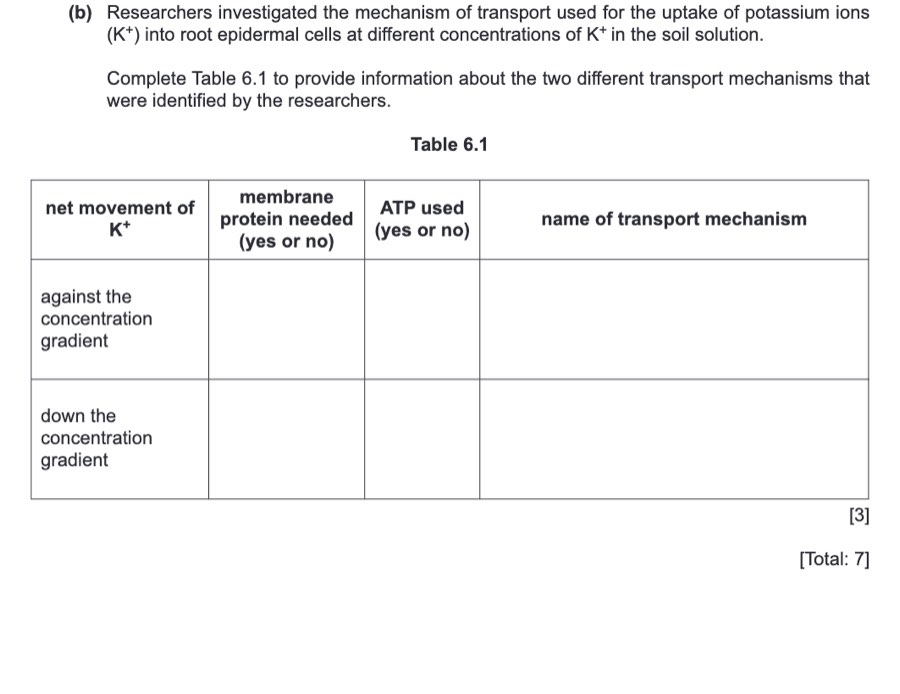 (b) Researchers investigated the mechanism of transport used for the uptake of potassium ions
(K⁺) into root epidermal cells at different concentrations of K⁺ in the soil solution.
Complete Table 6.1 to provide information about the two different transport mechanisms that
were identified by the researchers.
Table 6.1
net movement of
K⁺
membrane
protein needed
(yes or no)
ATP used
(yes or no)
name of transport mechanism
against the
concentration
gradient
down the
concentration
gradient
[3]
[Total: 7]